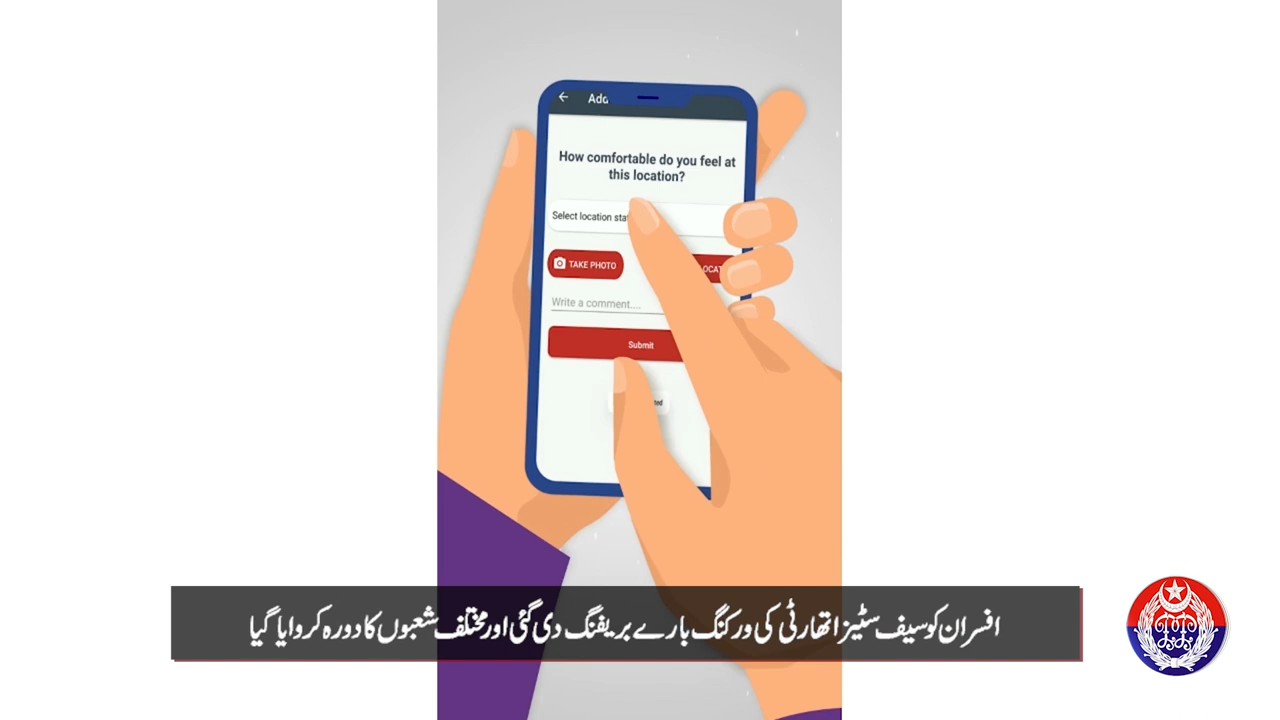 Add
How comfortable do you feel at
this location?
Select location
TAKE PHOTO
Write a comment....
Submit
افسران کو سیف سٹیز اتھارٹی کی ورکنگ بارے بریفنگ دی گئی اور مختلف شعبوں کا دورہ کروایا گیا